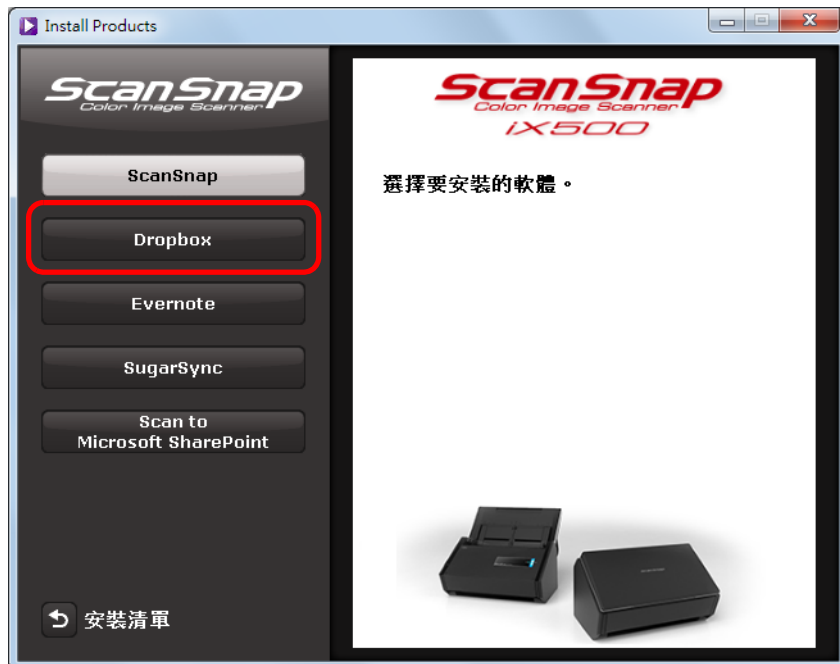 Install Products
ScanSnap
Color Image Scanner
ScanSnap
Dropbox
Evernote
SugarSync
Scan to
Microsoft SharePoint
安裝清單
ScanSnap
Color Image Scanner
iX500
選擇要安裝的軟體。